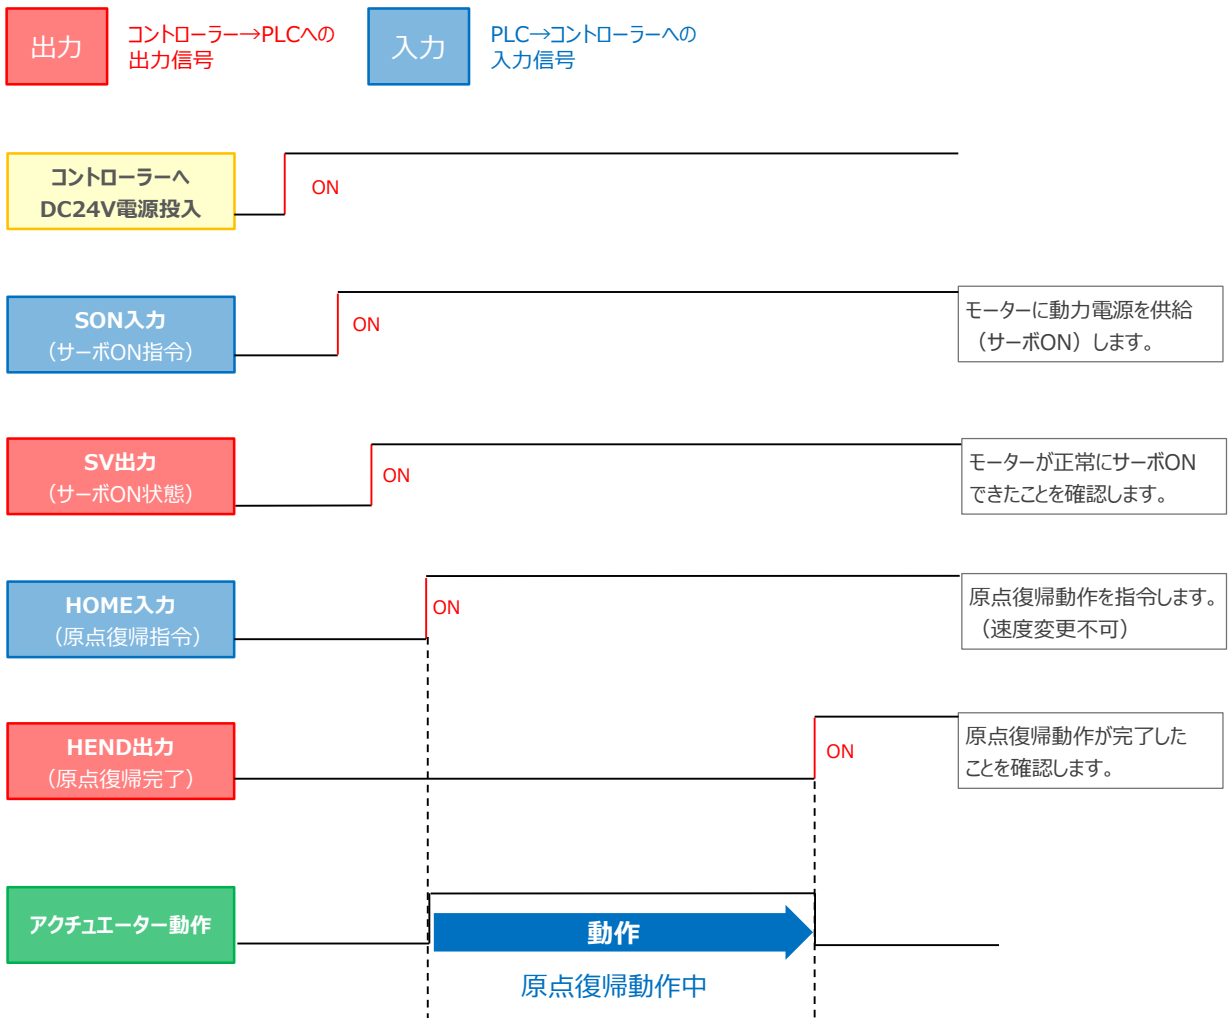 出力
コントローラー→PLCへの
出力信号
入力
PLC→コントローラーへの
入力信号
コントローラーへ
DC24V電源投入
ON
SON入力
（サーボON指令）
ON
モーターに動力電源を供給
（サーボON）します。
SV出力
（サーボON状態）
ON
モーターが正常にサーボON
できたことを確認します。
HOME入力
（原点復帰指令）
ON
原点復帰動作を指令します。
（速度変更不可）
HEND出力
（原点復帰完了）
ON
原点復帰動作が完了した
ことを確認します。
アクチュエーター動作
動作
原点復帰動作中